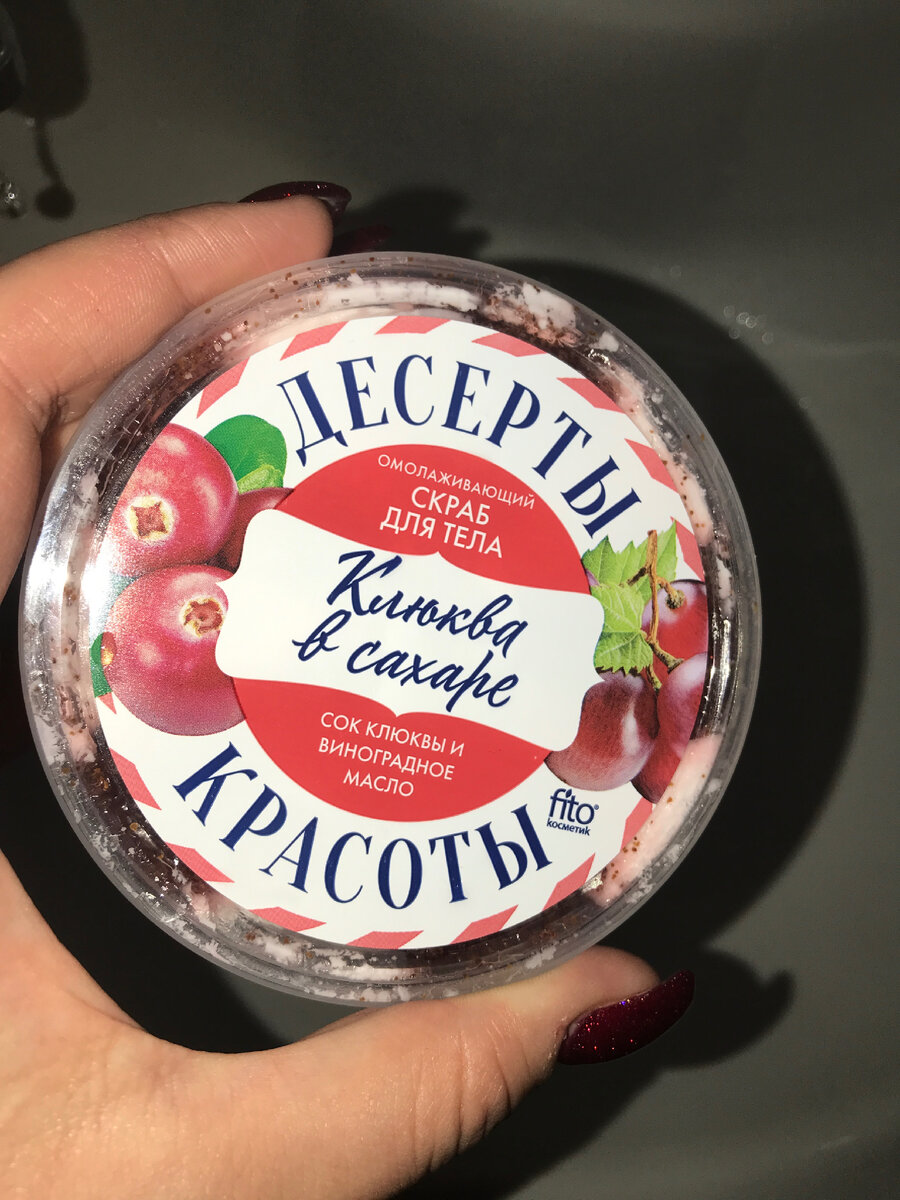 ДЕСЕРТЫ
ОМОЛАЖИВАЮЩИЙ
СКРАБ
ДЛЯ ТЕЛА
Клюква
в сахаре
СОК КЛЮКВЫ И
ВИНОГРАДНОЕ
МАСЛО
КРАСОТЫ
fito®
косметик